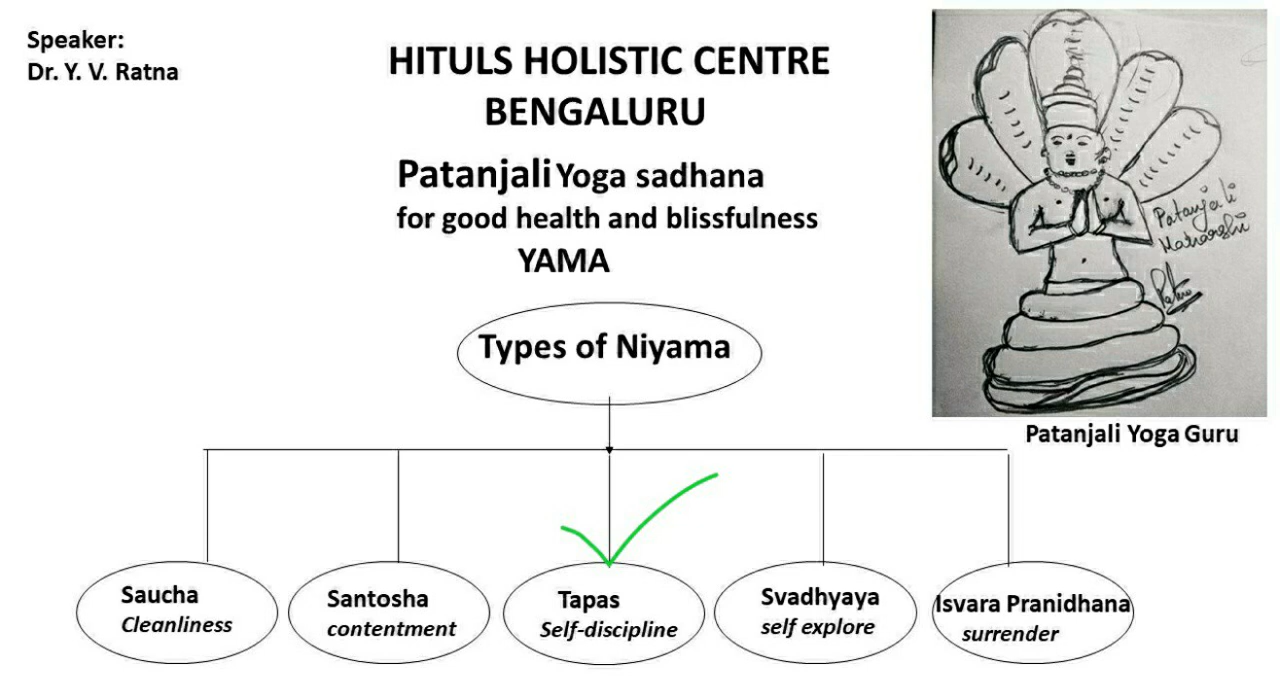 Speaker:
Dr. Y. V. Ratna
HITULS HOLISTIC CENTRE
BENGALURU
Patanjali Yoga sadhana
for good health and blissfulness
YAMA
Patanjali
Maharshi
Ratna
Patanjali Yoga Guru
Types of Niyama
Saucha
Cleanliness
Santosha
contentment
Tapas
Self-discipline
Svadhyaya
self explore
Isvara Pranidhana
surrender